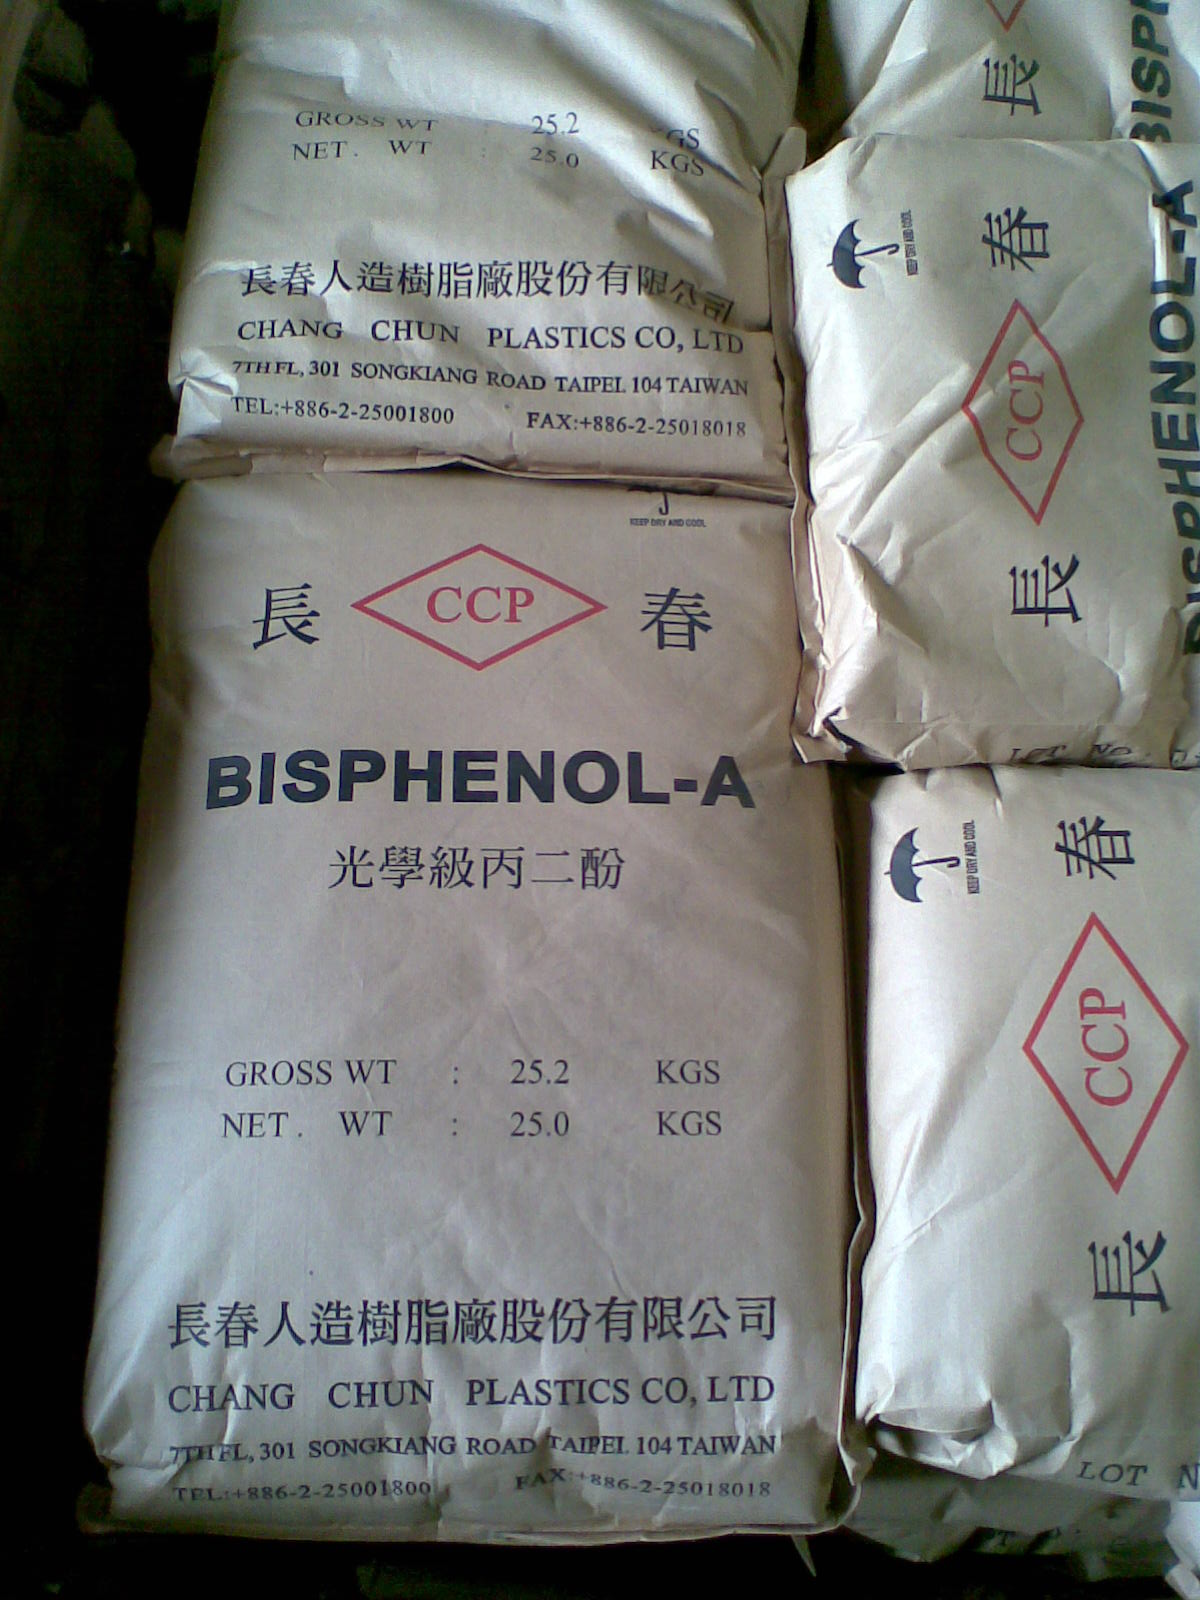 GROSS WT : 25.2 KGS
NET. WT : 25.0 KGS
長春人造樹脂廠股份有限公司
CHANG CHUN PLASTICS CO, LTD
7TH FL, 301 SONGKIANG ROAD TAIPEI 104 TAIWAN
TEL:+886-2-25001800 FAX:+886-2-25018018
KEEP DRY AND COOL
長 CCP 春
BISPHENOL-A
光學級丙二酚
GROSS WT : 25.2 KGS
NET. WT : 25.0 KGS
長春人造樹脂廠股份有限公司
CHANG CHUN PLASTICS CO, LTD
7TH FL, 301 SONGKIANG ROAD TAIPEI 104 TAIWAN
TEL:+886-2-25001800 FAX:+886-2-25018018
長
KEEP DRY AND COOL
長 CCP 春
BISPHENOL-A
LOT NO
KEEP DRY AND COOL
長 CCP 春
LOT